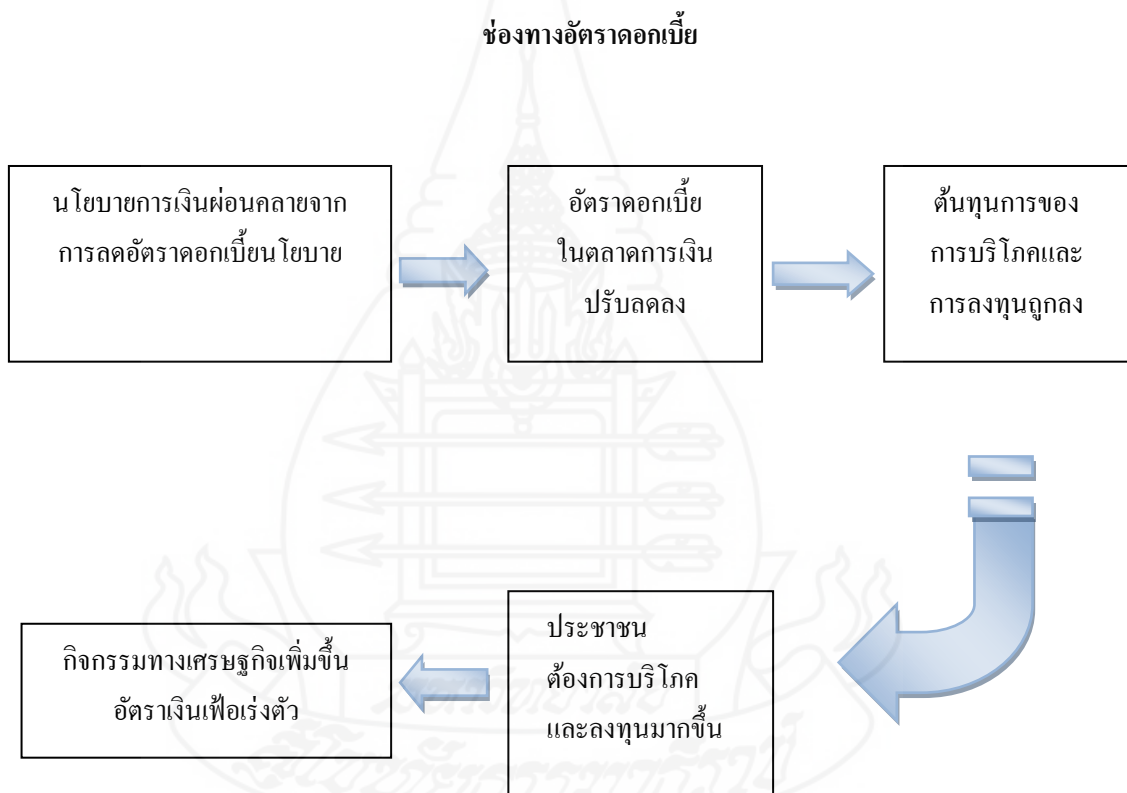 ช่องทางอัตราดอกเบี้ย
นโยบายการเงินผ่อนคลายจาก
การลดอัตราดอกเบี้ยนโยบาย
อัตราดอกเบี้ย
ในตลาดการเงิน
ปรับลดลง
ต้นทุนการของ
การบริโภคและ
การลงทุนถูกลง
ประชาชน
ต้องการบริโภค
และลงทุนมากขึ้น
กิจกรรมทางเศรษฐกิจเพิ่มขึ้น
อัตราเงินเฟ้อเร่งตัว